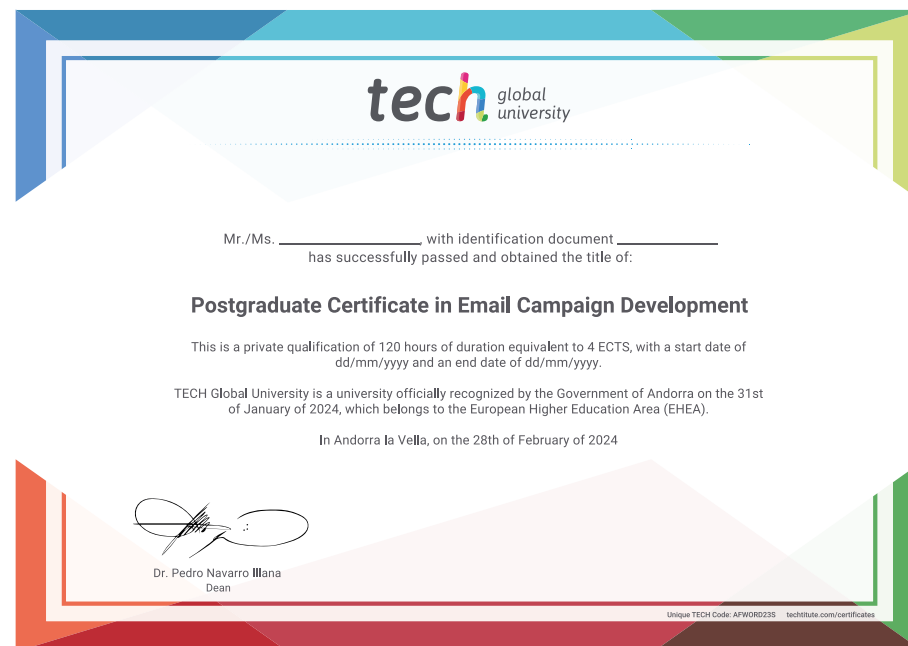 tech global
university
Mr./Ms. ____________, with identification document ____________
has successfully passed and obtained the title of:
Postgraduate Certificate in Email Campaign Development
This is a private qualification of 120 hours of duration equivalent to 4 ECTS, with a start date of
dd/mm/yyyy and an end date of dd/mm/yyyy.
TECH Global University is a university officially recognized by the Government of Andorra on the 31st
of January of 2024, which belongs to the European Higher Education Area (EHEA).
In Andorra la Vella, on the 28th of February of 2024
Dr. Pedro Navarro Illana
Dean
Unique TECH Code: AFWORD23S techtitute.com/certificates